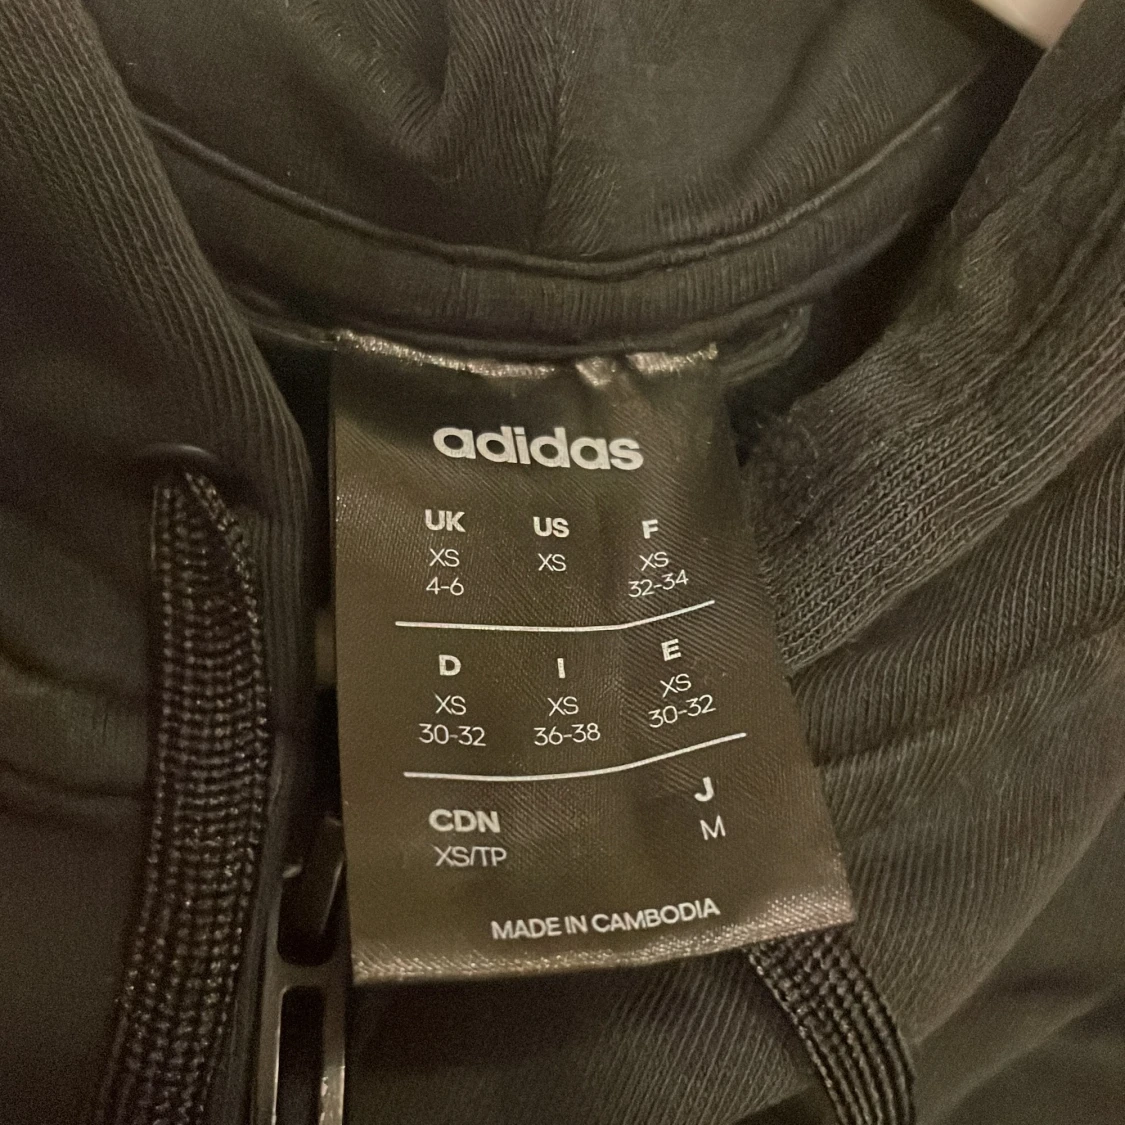 adidas
UK US F
XS XS XS
4-6 32-34
D I E
XS XS XS
30-32 36-38 30-32
CDN J
XS/TP M
MADE IN CAMBODIA